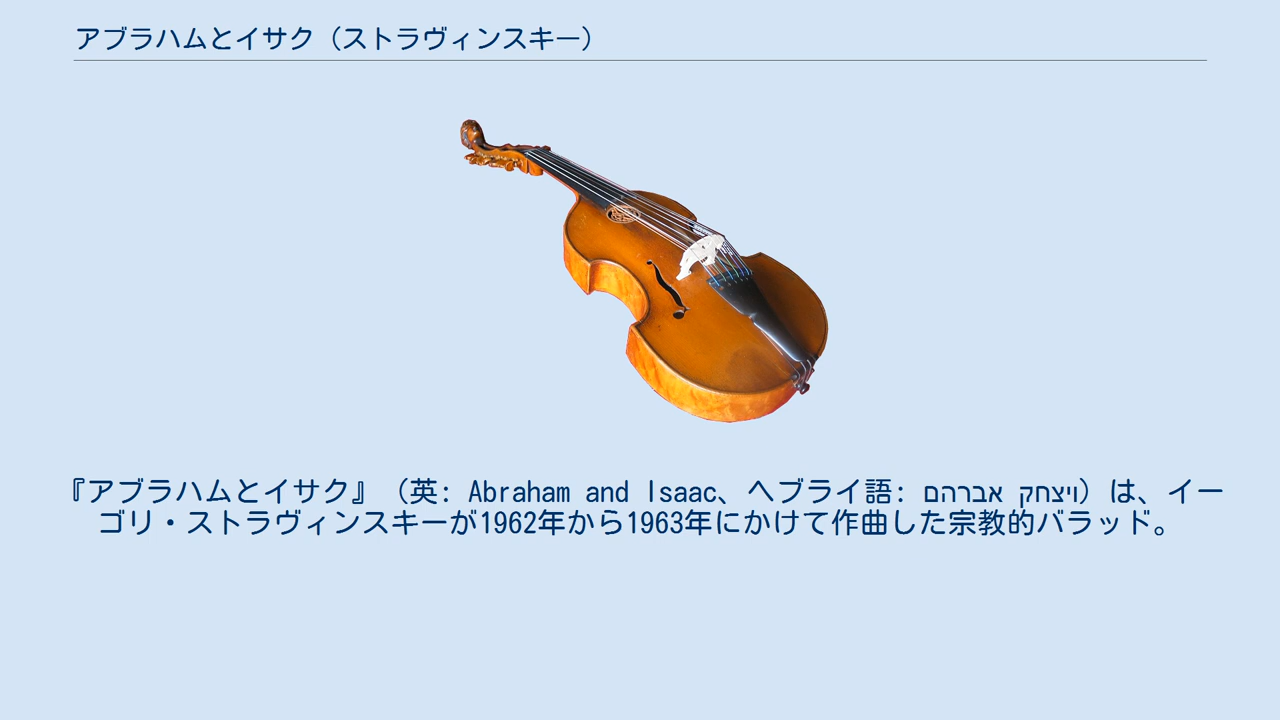 アブラハムとイサク（ストラヴィンスキー）
『アブラハムとイサク』（英: Abraham and Isaac、ヘブライ語: אברהם ויצחק）は、イー
ゴリ・ストラヴィンスキーが1962年から1963年にかけて作曲した宗教的バラッド。